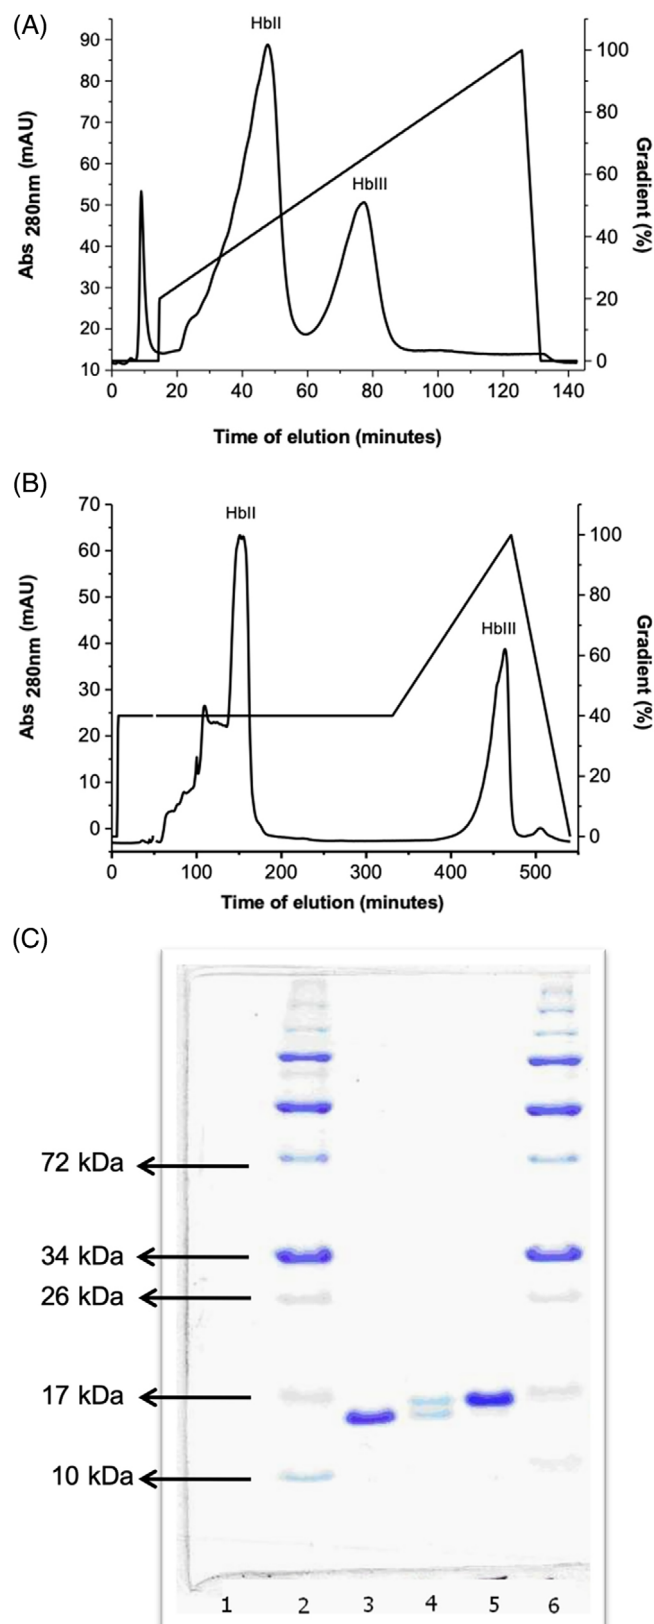 (A)
HbII
HbIII
90
80
70
60
50
40
30
20
10
100
80
60
40
20
0
Abs 280nm (mAU)
Gradient (%)
0 20 40 60 80 100 120 140
Time of elution (minutes)
(B)
HbII
HbIII
70
60
50
40
30
20
10
0
100
80
60
40
20
0
Abs 280nm (mAU)
Gradient (%)
0 100 200 300 400 500
Time of elution (minutes)
(C)
72 kDa
34 kDa
26 kDa
17 kDa
10 kDa
1 2 3 4 5 6